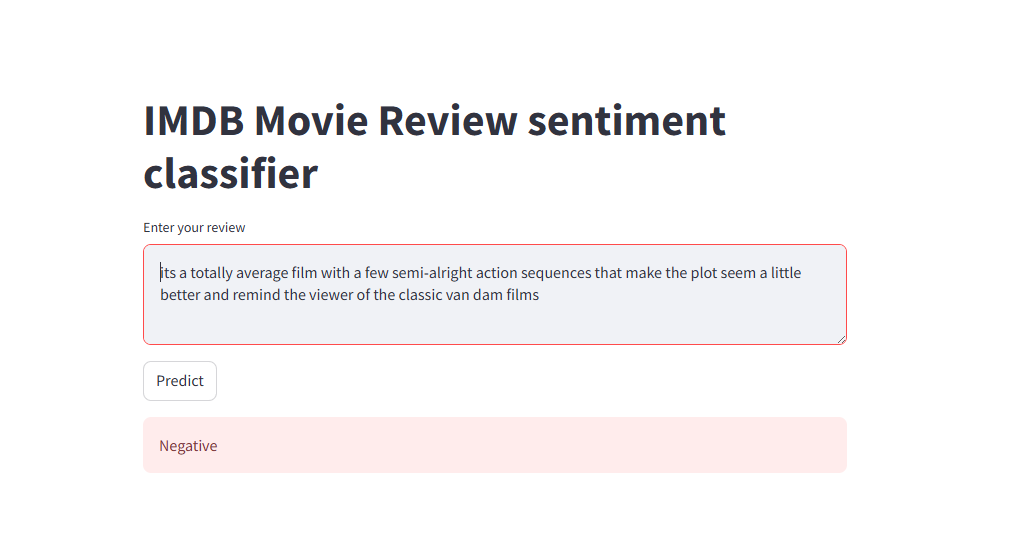 IMDB Movie Review sentiment
classifier
Enter your review
its a totally average film with a few semi-alright action sequences that make the plot seem a little
better and remind the viewer of the classic van dam films
Predict
Negative